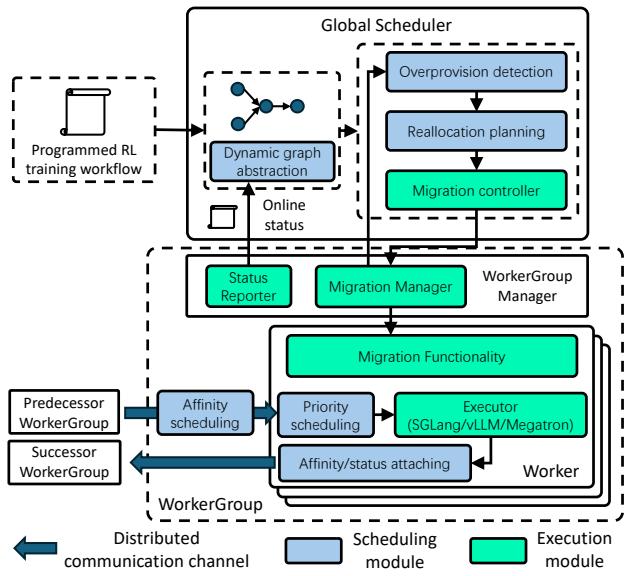 Global Scheduler
Overprovision detection
Reallocation planning
Migration controller
Programmed RL
training workflow
Dynamic graph
abstraction
Online
status
Status
Reporter
Migration Manager
WorkerGroup
Manager
Migration Functionality
Predecessor
WorkerGroup
Affinity
scheduling
Priority
scheduling
Executor
(SGLang/vLLM/Megatron)
Successor
WorkerGroup
Affinity/status attaching
Worker
WorkerGroup
Distributed
communication channel
Scheduling
module
Execution
module